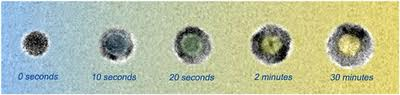 0 seconds
10 seconds
20 seconds
2 minutes
30 minutes